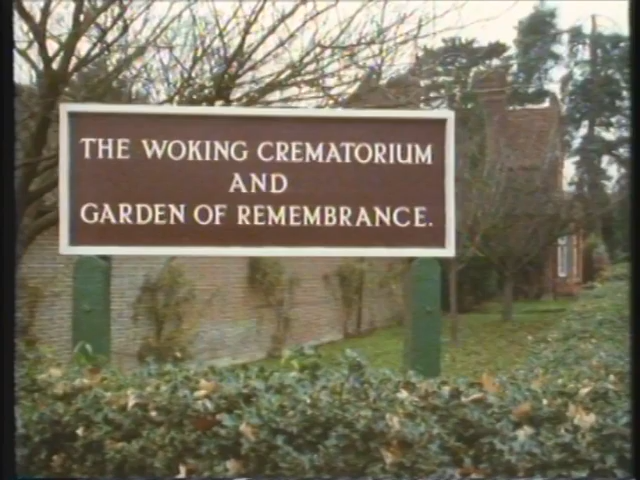 THE WOKING CREMATORIUM
AND
GARDEN OF REMEMBRANCE.